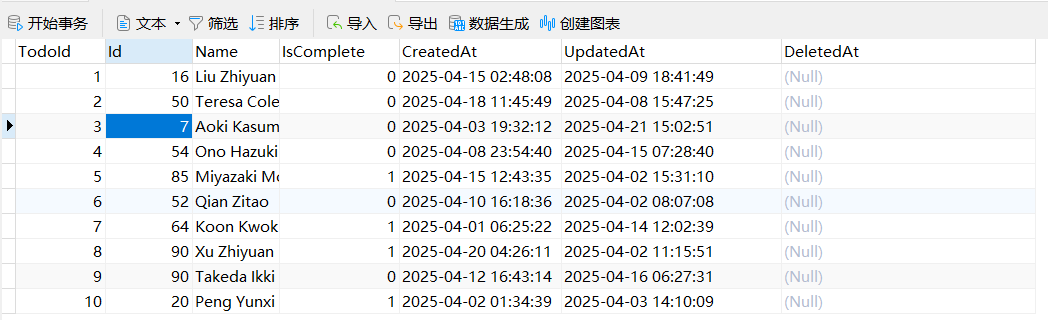 开始事务 文本 筛选 排序 导入 导出 数据生成 创建图表
TodoId Id Name IsComplete CreatedAt UpdatedAt DeletedAt
1 16 Liu Zhiyuan 0 2025-04-15 02:48:08 2025-04-09 18:41:49 (Null)
2 50 Teresa Cole 0 2025-04-18 11:45:49 2025-04-08 15:47:25 (Null)
3 7 Aoki Kasum 0 2025-04-03 19:32:12 2025-04-21 15:02:51 (Null)
4 54 Ono Hazuki 0 2025-04-08 23:54:40 2025-04-15 07:28:40 (Null)
5 85 Miyazaki Mo 1 2025-04-15 12:43:35 2025-04-02 15:31:10 (Null)
6 52 Qian Zitao 0 2025-04-10 16:18:36 2025-04-02 08:07:08 (Null)
7 64 Koon Kwok 1 2025-04-01 06:25:22 2025-04-14 12:02:39 (Null)
8 90 Xu Zhiyuan 1 2025-04-20 04:26:11 2025-04-02 11:15:51 (Null)
9 90 Takeda Ikki 0 2025-04-12 16:43:14 2025-04-16 06:27:31 (Null)
10 20 Peng Yunxi 1 2025-04-02 01:34:39 2025-04-03 14:10:09 (Null)